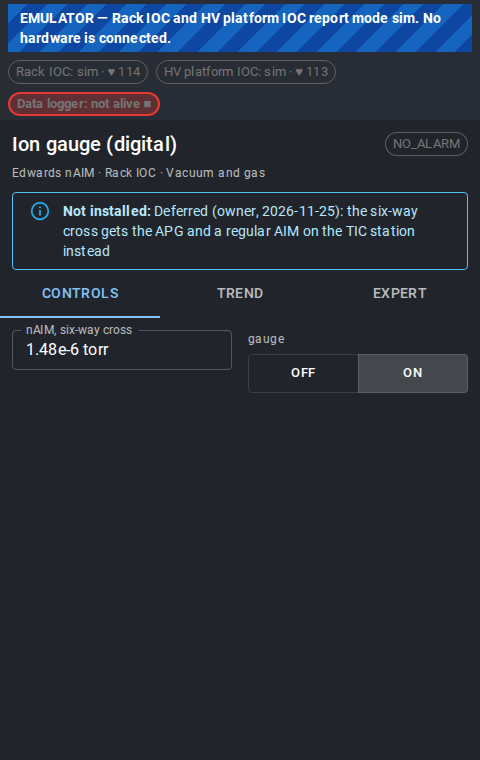 EMULATOR — Rack IOC and HV platform IOC report mode sim. No
hardware is connected.
Rack IOC: sim · ♥ 114
HV platform IOC: sim · ♥ 113
Data logger: not alive ■
Ion gauge (digital)
NO_ALARM
Edwards nAIM · Rack IOC · Vacuum and gas
Not installed: Deferred (owner, 2026-11-25): the six-way
cross gets the APG and a regular AIM on the TIC station
instead
CONTROLS
TREND
EXPERT
nAIM, six-way cross
1.48e-6 torr
gauge
OFF
ON